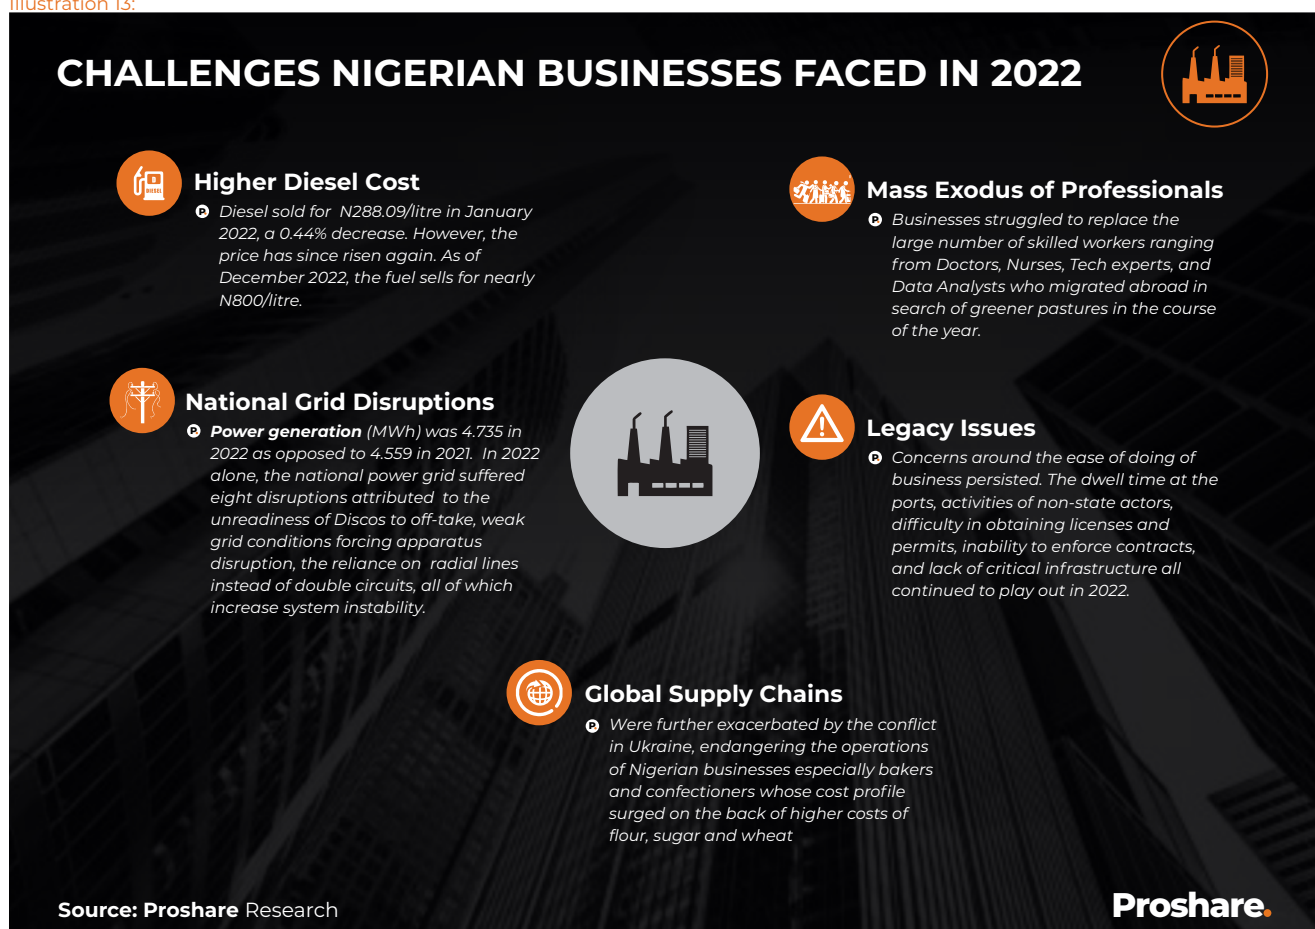 Illustration 13:
CHALLENGES NIGERIAN BUSINESSES FACED IN 2022
Higher Diesel Cost
Diesel sold for N288.09/litre in January
2022, a 0.44% decrease. However, the
price has since risen again. As of
December 2022, the fuel sells for nearly
N800/litre.
National Grid Disruptions
Power generation (MWh) was 4.735 in
2022 as opposed to 4.559 in 2021. In 2022
alone, the national power grid suffered
eight disruptions attributed to the
unreadiness of Discos to off-take, weak
grid conditions forcing apparatus
disruption, the reliance on radial lines
instead of double circuits, all of which
increase system instability.
Mass Exodus of Professionals
Businesses struggled to replace the
large number of skilled workers ranging
from Doctors, Nurses, Tech experts, and
Data Analysts who migrated abroad in
search of greener pastures in the course
of the year.
Legacy Issues
Concerns around the ease of doing of
business persisted. The dwell time at the
ports, activities of non-state actors,
difficulty in obtaining licenses and
permits, inability to enforce contracts,
and lack of critical infrastructure all
continued to play out in 2022.
Global Supply Chains
Were further exacerbated by the conflict
in Ukraine, endangering the operations
of Nigerian businesses especially bakers
and confectioners whose cost profile
surged on the back of higher costs of
flour, sugar and wheat
Source: Proshare Research
Proshare.